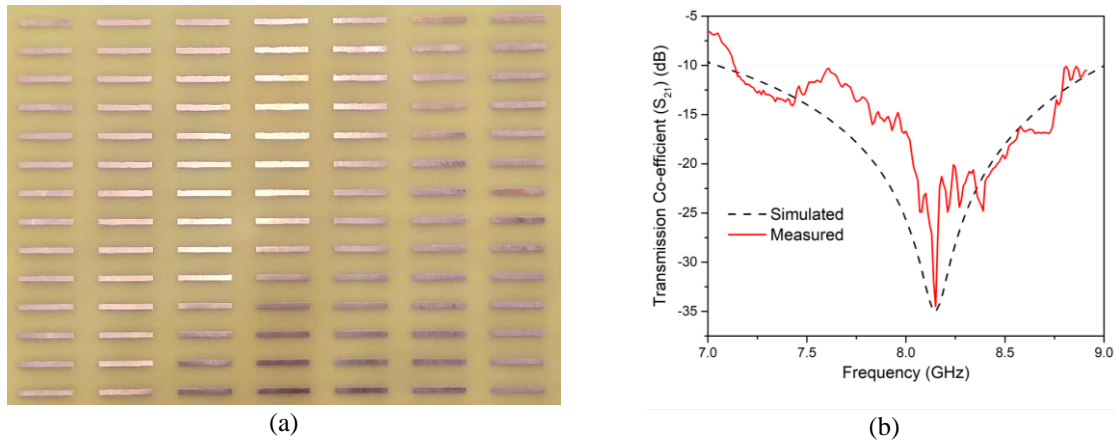 -5
-10
-15
-20
-25
-30
-35
Transmission Co-efficient (S21) (dB)
Simulated
Measured
7.0 7.5 8.0 8.5 9.0
Frequency (GHz)
(a) (b)